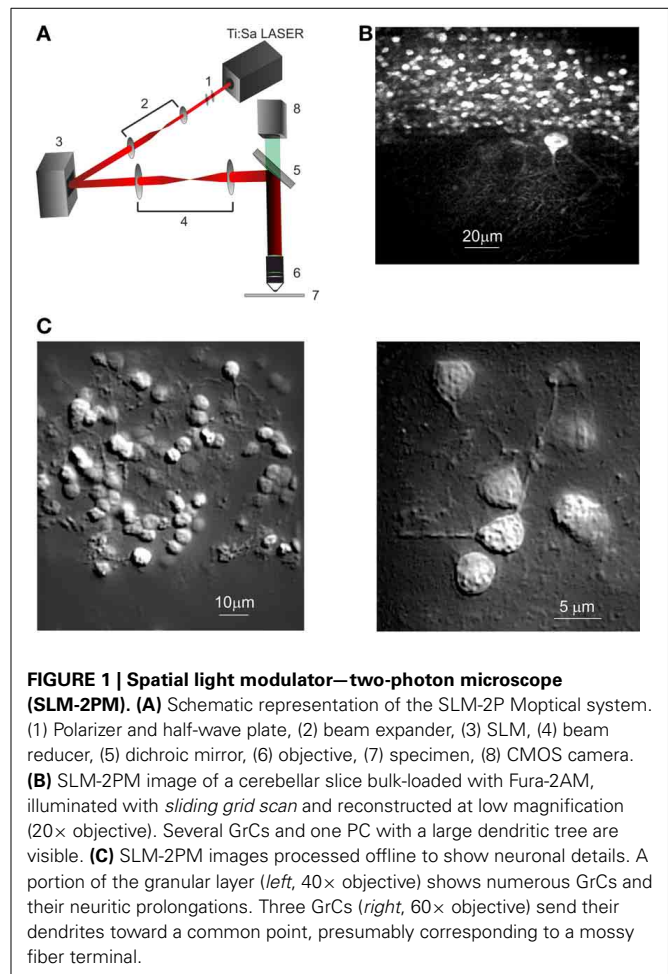 A
Ti:Sa LASER
1
2
3
4
5
6
7
8
B
20µm
C
10µm
5 µm
FIGURE 1 | Spatial light modulator—two-photon microscope
(SLM-2PM). (A) Schematic representation of the SLM-2P Moptical system.
(1) Polarizer and half-wave plate, (2) beam expander, (3) SLM, (4) beam
reducer, (5) dichroic mirror, (6) objective, (7) specimen, (8) CMOS camera.
(B) SLM-2PM image of a cerebellar slice bulk-loaded with Fura-2AM,
illuminated with sliding grid scan and reconstructed at low magnification
(20× objective). Several GrCs and one PC with a large dendritic tree are
visible. (C) SLM-2PM images processed offline to show neuronal details. A
portion of the granular layer (left, 40× objective) shows numerous GrCs and
their neuritic prolongations. Three GrCs (right, 60× objective) send their
dendrites toward a common point, presumably corresponding to a mossy
fiber terminal.